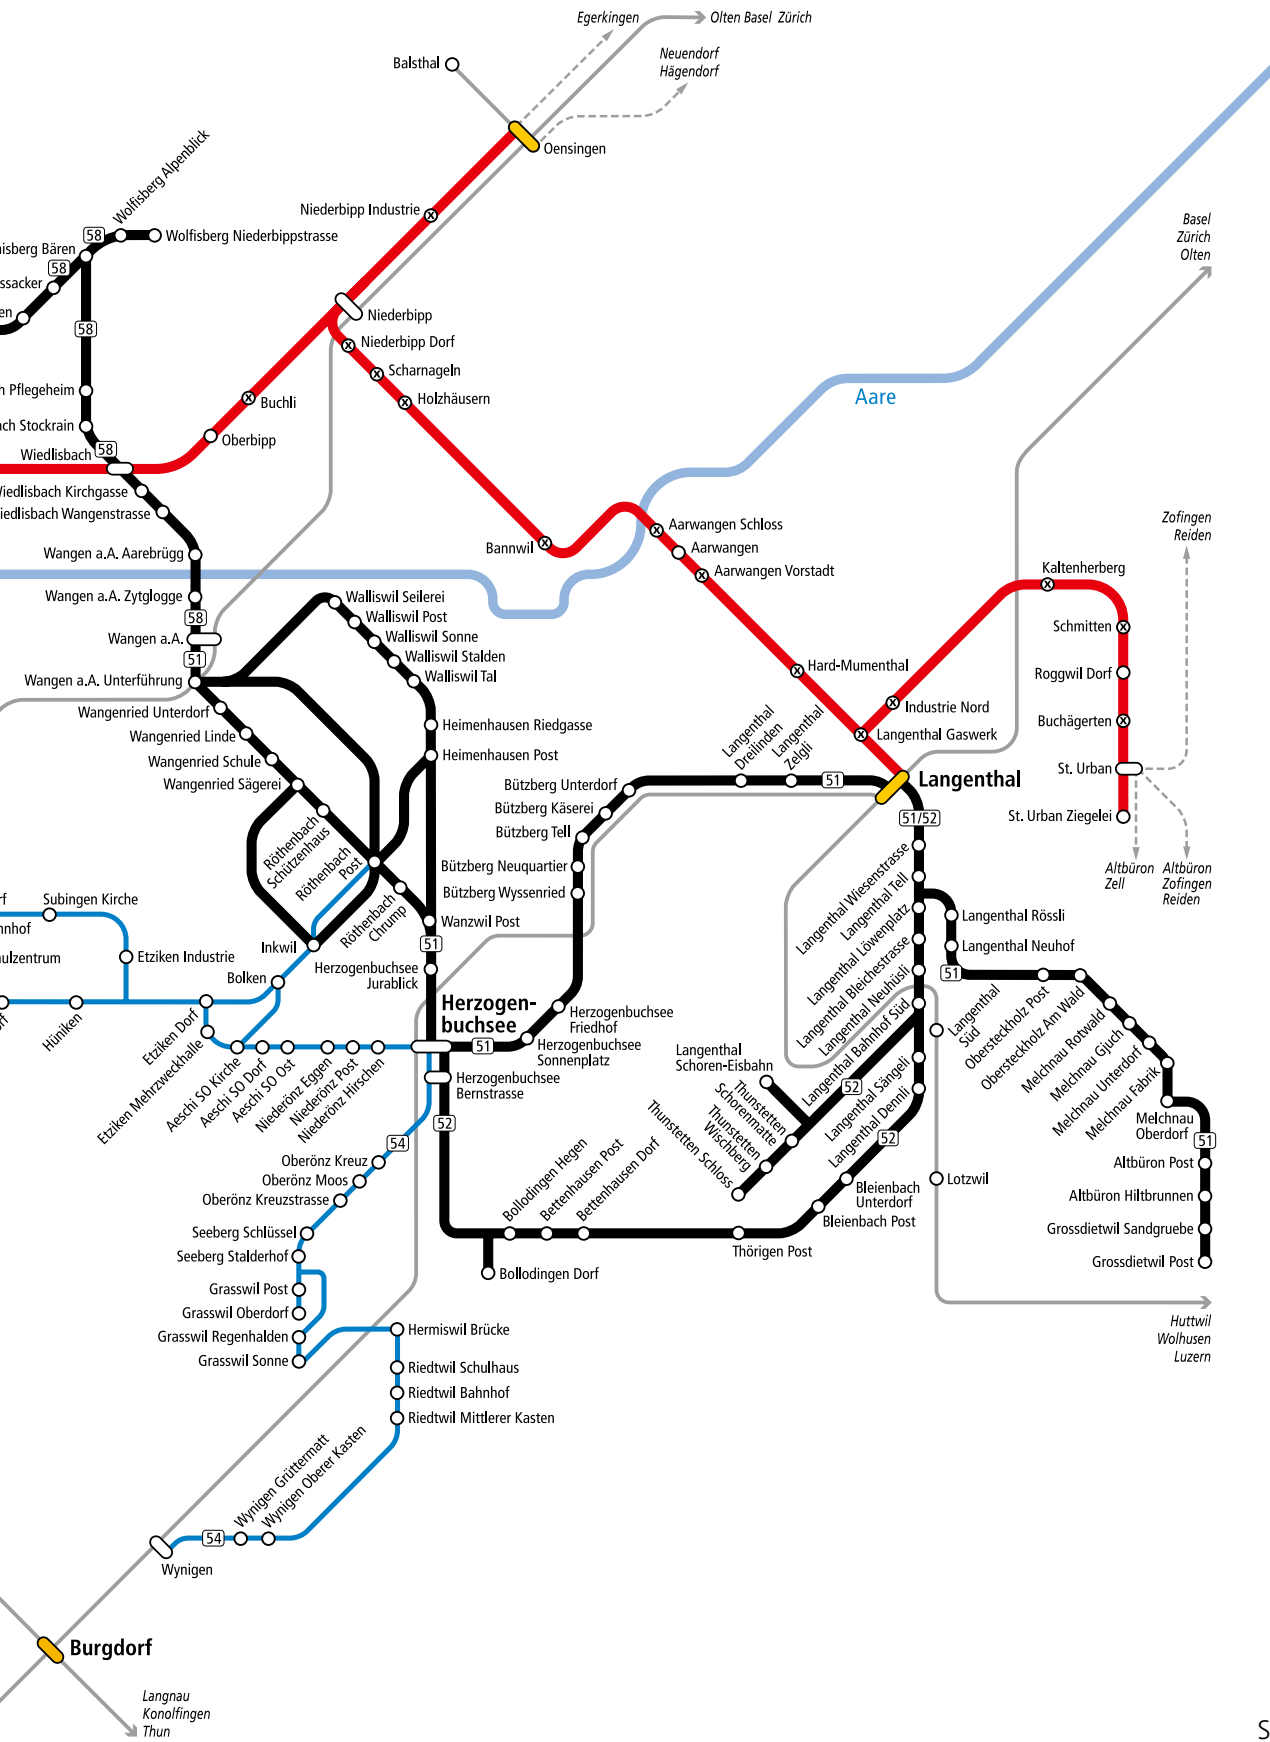 Egerkingen
Olten Basel Zürich
Neuendorf
Hägendorf
Balsthal
Oensingen
Wolfisberg Alpenblick
Niederbipp Industrie
58
Wolfisberg Niederbippstrasse
isberg Bären
58
ssacker
en
58
Niederbipp
Niederbipp Dorf
Scharnageln
Holzhäusern
Basel
Zürich
Olten
h Pflegeheim
Buchli
Aare
ach Stockrain
Oberbipp
58
Wiedlisbach
Wiedlisbach Kirchgasse
iedlisbach Wangenstrasse
Wangen a.A. Aarebrügg
Bannwil
Aarwangen Schloss
Aarwangen
Aarwangen Vorstadt
Zofingen
Reiden
Kaltenherberg
Wangen a.A. Zytglogge
58
Wangen a.A.
51
Wangen a.A. Unterführung
Walliswil Seilerei
Walliswil Post
Walliswil Sonne
Walliswil Stalden
Walliswil Tal
Schmitten
Hard-Mumenthal
Roggwil Dorf
Wangenried Unterdorf
Wangenried Linde
Wangenried Schule
Wangenried Sägerei
Heimenhausen Riedgasse
Heimenhausen Post
Industrie Nord
Buchägerten
Langenthal Gaswerk
Langenthal
Dreilinden
Langenthal
Zelgli
51
Langenthal
St. Urban
St. Urban Ziegelei
Bützberg Unterdorf
Bützberg Käserei
Bützberg Tell
Bützberg Neuquartier
Bützberg Wyssenried
51/52
Röthenbach
Schützenhaus
Röthenbach
Post
Röthenbach
Chrump
Altbüron
Zell
Altbüron
Zofingen
Reiden
rf
Subingen Kirche
nnhof
Wanzwil Post
51
ulzentrum
Etziken Industrie
Inkwil
Bolken
Herzogenbuchsee
Jurablick
Langenthal Wiesenstrasse
Langenthal Tell
Langenthal Löwenplatz
Langenthal Bleichestrasse
Langenthal Neuhüsli
Langenthal Bahnhof Süd
Langenthal Rössli
Langenthal Neuhof
51
Langenthal
Süd
Obersteckholz Post
Obersteckholz Am Wald
Melchnau Rotwald
Melchnau Gjuch
Melchnau Unterdorf
Melchnau Fabrik
Melchnau
Oberdorf
51
Herzogen-
buchsee
51
Herzogenbuchsee
Friedhof
Herzogenbuchsee
Sonnenplatz
Herzogenbuchsee
Bernstrasse
orf
Hüniken
Etziken Dorf
Etziken Mehrzweckhalle
Aeschi SO Kirche
Aeschi SO Dorf
Aeschi SO Ost
Niederönz Eggen
Niederönz Post
Niederönz Hirschen
Langenthal
Schoren-Eisbahn
Thunstetten
Schorenmatte
Thunstetten
Wischberg
Thunstetten Schloss
52
Langenthal Sängeli
Langenthal Dennli
52
52
54
Altbüron Post
Altbüron Hiltbrunnen
Grossdietwil Sandgruebe
Grossdietwil Post
Lotzwil
Bleienbach
Unterdorf
Bleienbach Post
Oberönz Kreuz
Oberönz Moos
Oberönz Kreuzstrasse
Bollodingen Hegen
Bettenhausen Post
Bettenhausen Dorf
Thörigen Post
Bollodingen Dorf
Seeberg Schlüssel
Seeberg Stalderhof
Grasswil Post
Grasswil Oberdorf
Grasswil Regenhalden
Grasswil Sonne
Huttwil
Wolhusen
Luzern
Hermiswil Brücke
Riedtwil Schulhaus
Riedtwil Bahnhof
Riedtwil Mittlerer Kasten
Wynigen Grüttermatt
Wynigen Oberer Kasten
54
Wynigen
Burgdorf
Langnau
Konolfingen
Thun
S